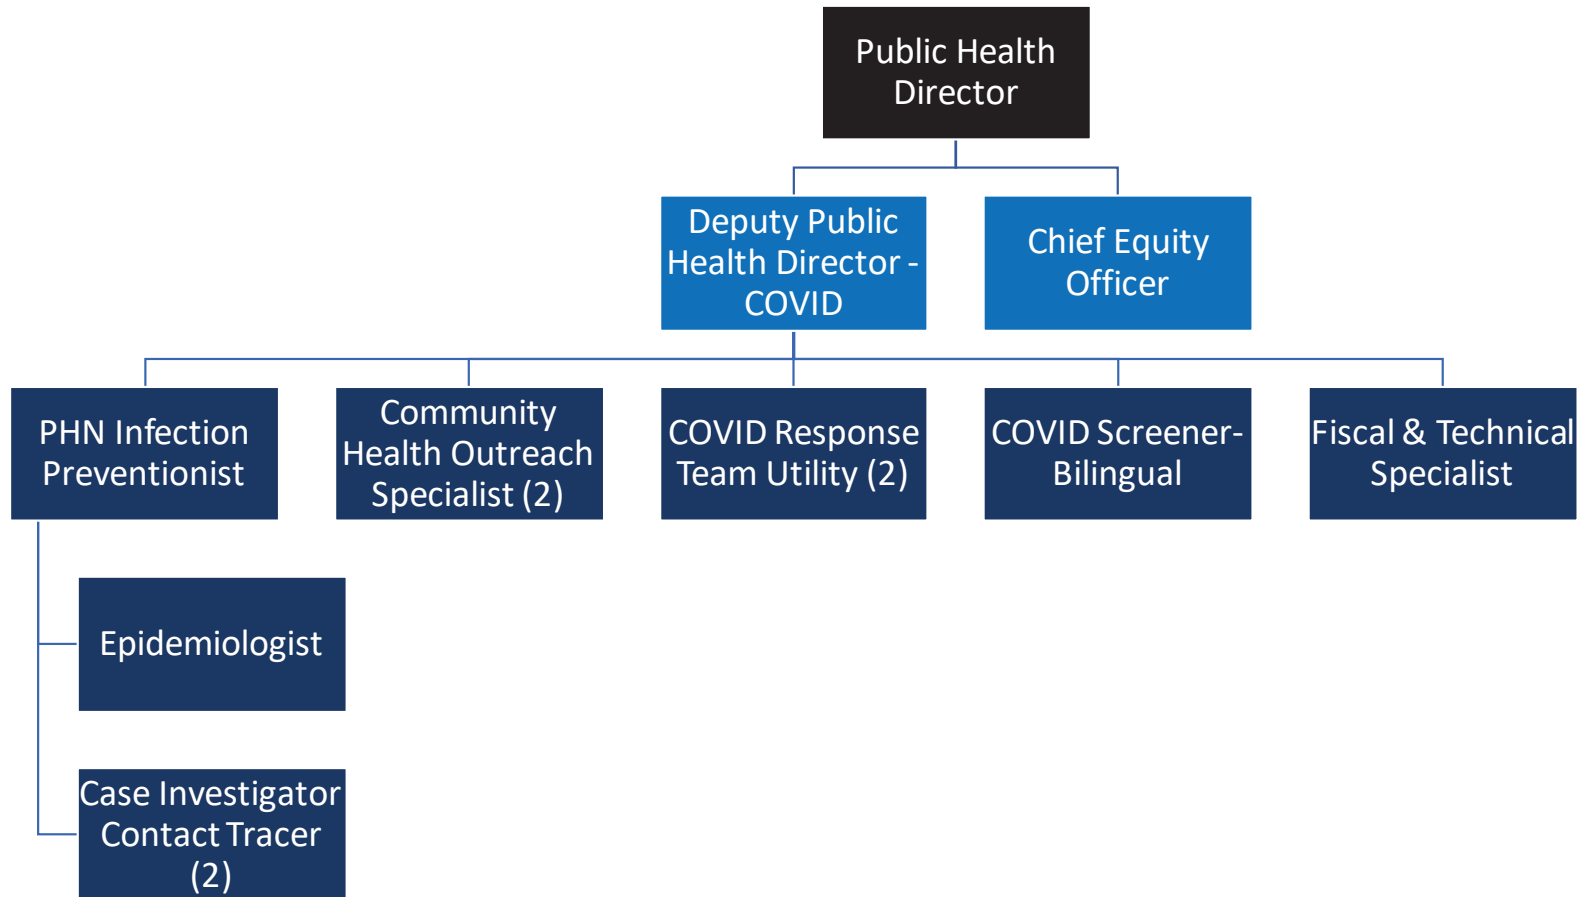 Public Health
Director
Deputy Public
Health Director -
COVID
Chief Equity
Officer
PHN Infection
Preventionist
Community
Health Outreach
Specialist (2)
COVID Response
Team Utility (2)
COVID Screener-
Bilingual
Fiscal & Technical
Specialist
Epidemiologist
Case Investigator
Contact Tracer
(2)